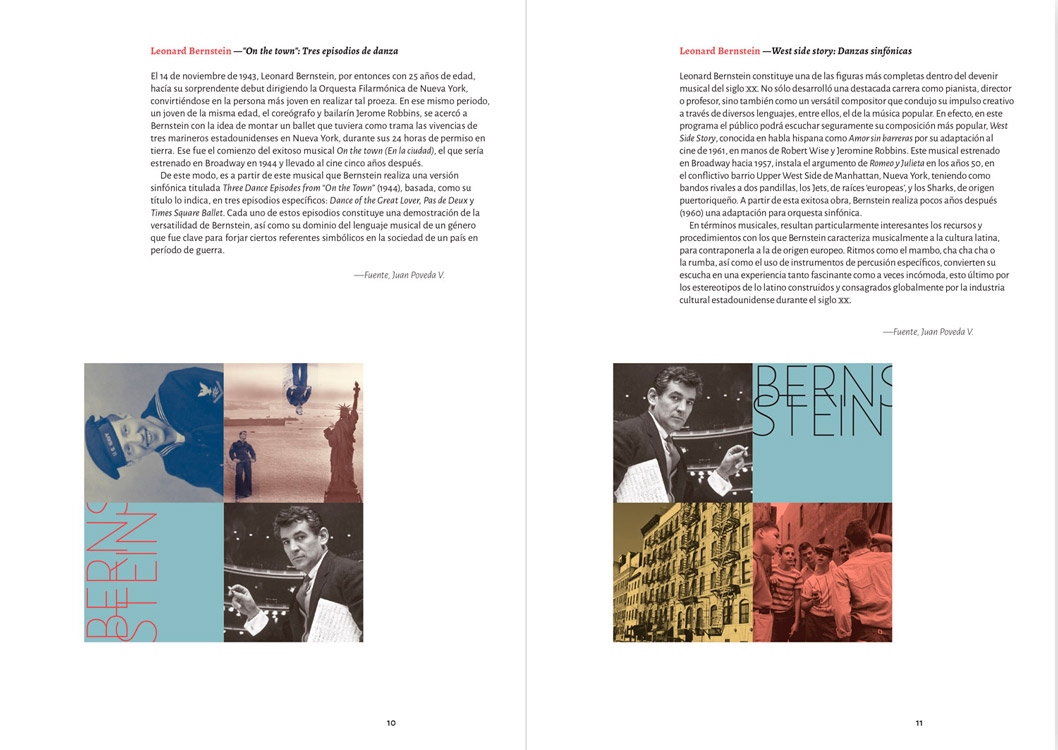 Leonard Bernstein —"On the town": Tres episodios de danza
El 14 de noviembre de 1943, Leonard Bernstein, por entonces con 25 años de edad,
hacía su sorprendente debut dirigiendo la Orquesta Filarmónica de Nueva York,
convirtiéndose en la persona más joven en realizar tal proeza. En ese mismo periodo,
un joven de la misma edad, el coreógrafo y bailarín Jerome Robbins, se acercó a
Bernstein con la idea de montar un ballet que tuviera como trama las vivencias de
tres marineros estadounidenses en Nueva York, durante sus 24 horas de permiso en
tierra. Ese fue el comienzo del exitoso musical On town (En la ciudad), el que sería
estrenado en Broadway en 1944 y llevado al cine cinco años después.
De este modo, es a partir de este musical que Bernstein realiza una versión
sinfónica titulada Three Dance Episodes from "On the Town" (1944), basada, como su
título lo indica, en tres episodios específicos: Dance of the Great Lover, Pas de Deux y
Times Square Ballet. Cada uno de estos episodios constituye una demostración de la
versatilidad de Bernstein, así como su dominio del lenguaje musical de un género
que fue clave para forjar ciertos referentes simbólicos en la sociedad de un país en
período de guerra.
—Fuente, Juan Poveda V.
BERNS
STEIN
10
Leonard Bernstein —West side story: Danzas sinfónicas
Leonard Bernstein constituye una de las figuras más completas dentro del devenir
musical del siglo XX. No sólo desarrolló una destacada carrera como pianista, director
o profesor, sino también como un versátil compositor que condujo su impulso creativo
a través de diversos lenguajes, entre ellos, el de la música popular. En efecto, en este
programa el público podrá escuchar seguramente su composición más popular, West
Side Story, conocida en habla hispana como Amor sin barreras por su adaptación al
cine de 1961, en manos de Robert Wise y Jeromine Robbins. Este musical estrenado
en Broadway hacia 1957, instala el argumento de Romeo y Julieta en los años 50, en
el conflictivo barrio Upper West Side de Manhattan, Nueva York, teniendo como
bandos rivales a dos pandillas, los Jets, de raíces 'europeas', y los Sharks, de origen
puertoriqueño. A partir de esta exitosa obra, Bernstein realiza pocos años después
(1960) una adaptación para orquesta sinfónica.
En términos musicales, resultan particularmente interesantes los recursos y
procedimientos con los que Bernstein caracteriza musicalmente a la cultura latina,
para contraponerla a la de origen europeo. Ritmos como el mambo, cha cha cha o
la rumba, así como el uso de instrumentos de percusión específicos, convierten su
escucha en una experiencia tanto fascinante como a veces incómoda, esto último por
los estereotipos de lo latino construidos y consagrados globalmente por la industria
cultural estadounidense durante el siglo XX.
—Fuente, Juan Poveda V.
BERNS
STEIN
11